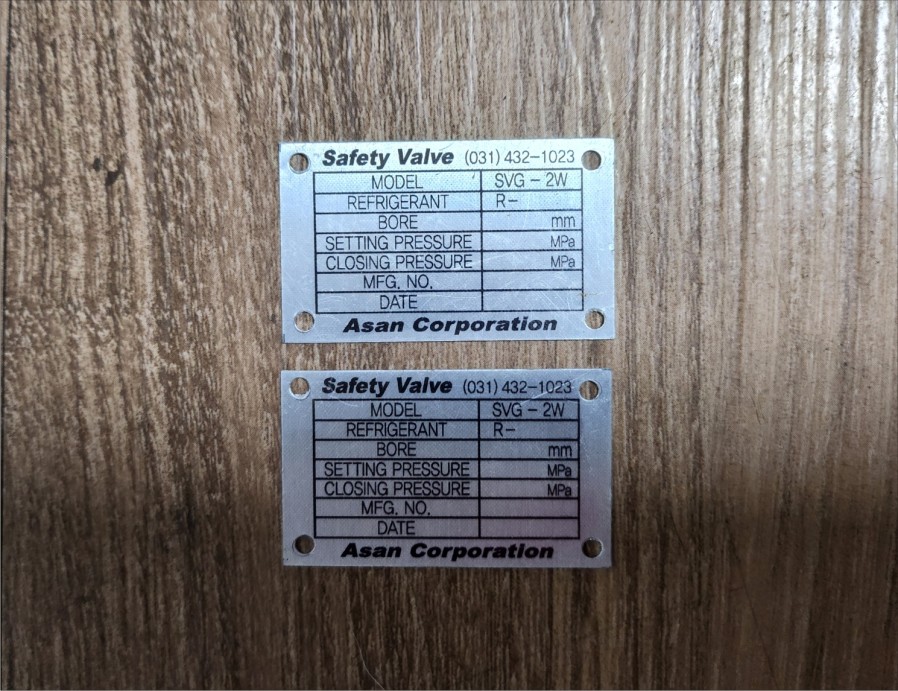 Safety Valve (031) 432-1023
MODEL SVG - 2W
REFRIGERANT R-
BORE mm
SETTING PRESSURE MPa
CLOSING PRESSURE MPa
MFG. NO.
DATE
Asan Corporation
Safety Valve (031) 432-1023
MODEL SVG - 2W
REFRIGERANT R-
BORE mm
SETTING PRESSURE MPa
CLOSING PRESSURE MPa
MFG. NO.
DATE
Asan Corporation